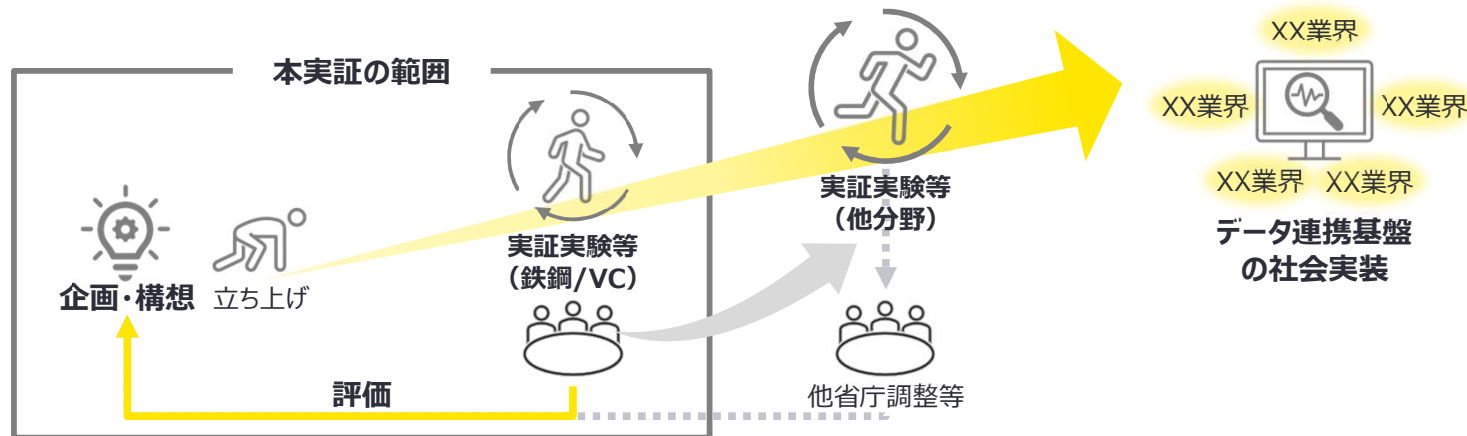 本実証の範囲
企画・構想
立ち上げ
実証実験等
（鉄鋼/VC）
評価
実証実験等
（他分野）
他省庁調整等
XX業界
XX業界
XX業界
XX業界
XX業界
データ連携基盤
の社会実装